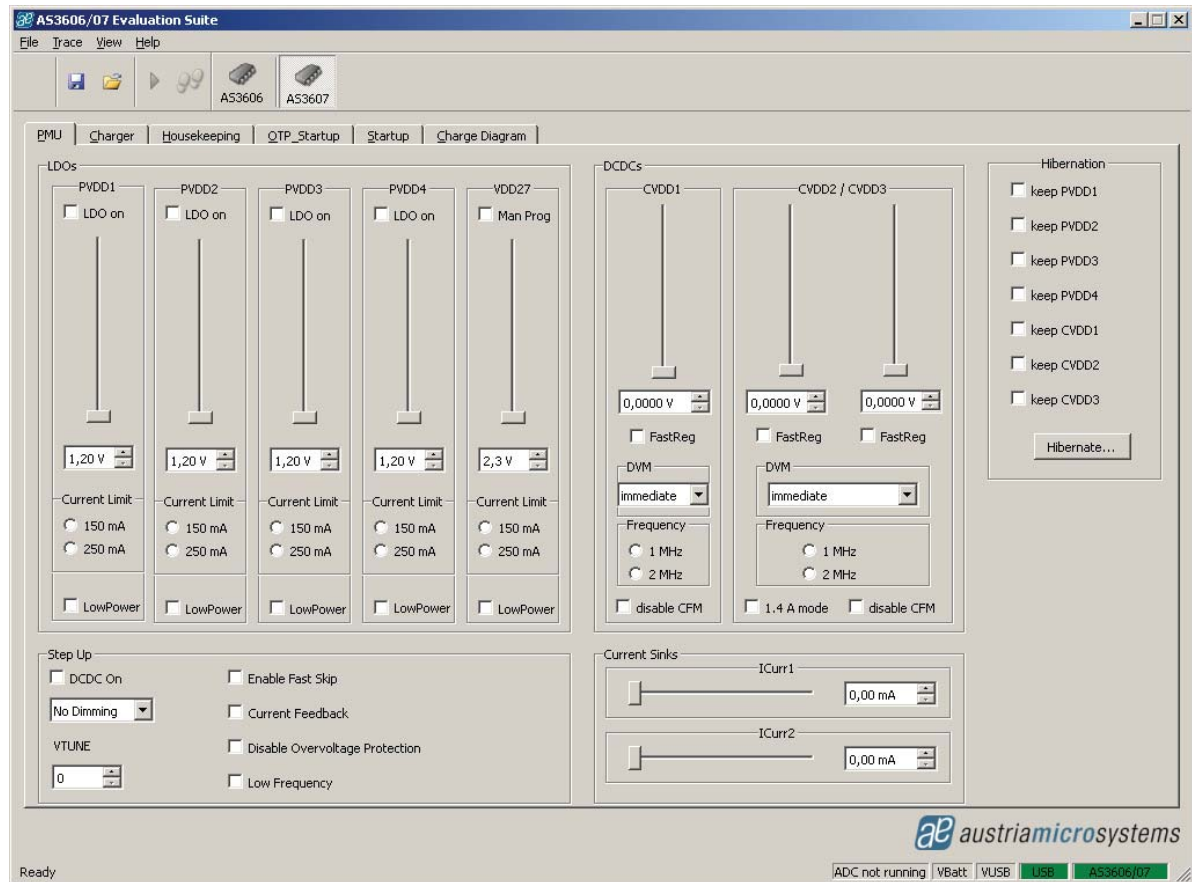 AS3606/07 Evaluation Suite
File Trace View Help
AS3606 AS3607
PMU Charger Housekeeping OTP_Startup Startup Charge Diagram
LDOs
PVDD1 PVDD2 PVDD3 PVDD4 VDD27
LDO on LDO on LDO on LDO on Man Prog
1,20 V 1,20 V 1,20 V 1,20 V 2,3 V
Current Limit Current Limit Current Limit Current Limit Current Limit
150 mA 150 mA 150 mA 150 mA 150 mA
250 mA 250 mA 250 mA 250 mA 250 mA
LowPower LowPower LowPower LowPower LowPower
DCDCs
CVDD1 CVDD2 / CVDD3
0,0000 V 0,0000 V 0,0000 V
FastReg FastReg FastReg
DVM DVM
immediate immediate
Frequency Frequency
1 MHz 1 MHz
2 MHz 2 MHz
disable CFM 1.4 A mode disable CFM
Hibernation
keep PVDD1
keep PVDD2
keep PVDD3
keep PVDD4
keep CVDD1
keep CVDD2
keep CVDD3
Hibernate...
Step Up
DCDC On Enable Fast Skip
No Dimming Current Feedback
VTUNE Disable Overvoltage Protection
0 Low Frequency
Current Sinks
ICurr1
0,00 mA
ICurr2
0,00 mA
austriamicrosystems
Ready ADC not running VBatt VUSB USB AS3606/07